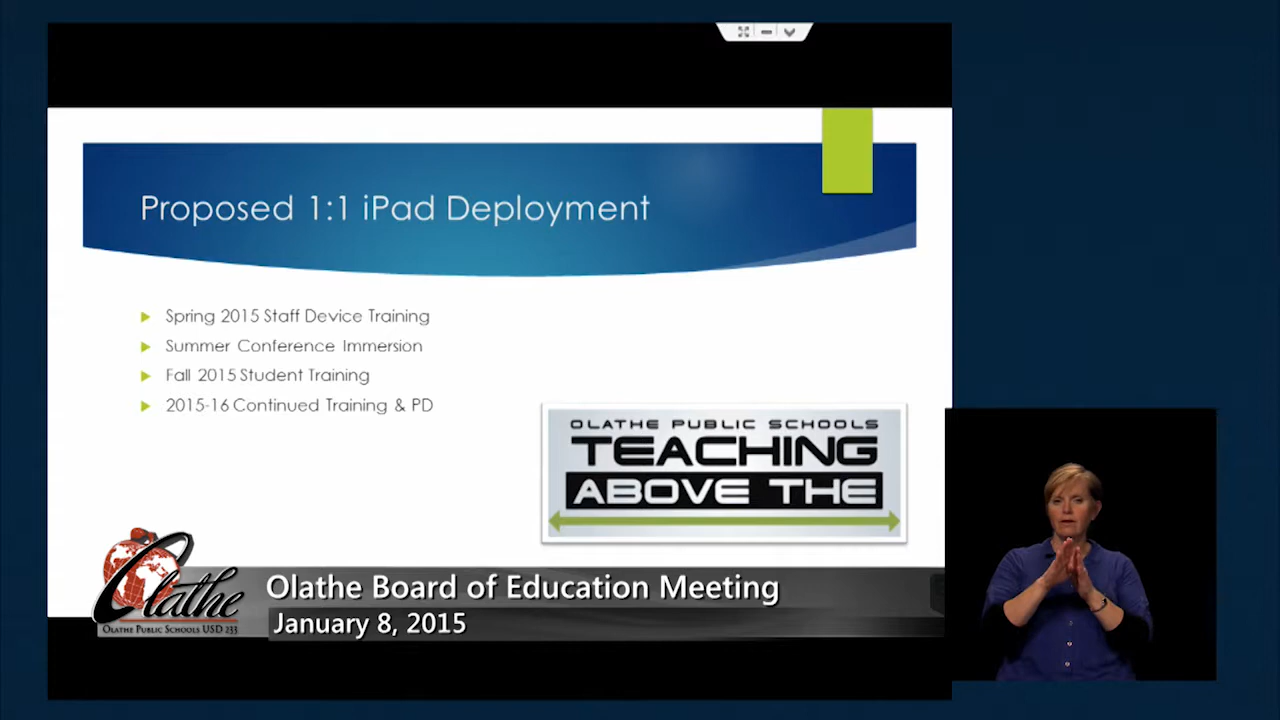 Proposed 1:1 iPad Deployment
Spring 2015 Staff Device Training
Summer Conference Immersion
Fall 2015 Student Training
2015-16 Continued Training & PD
OLATHE PUBLIC SCHOOLS
TEACHING
ABOVE THE
Olathe
OLATHE PUBLIC SCHOOLS USD 233
Olathe Board of Education Meeting
January 8, 2015